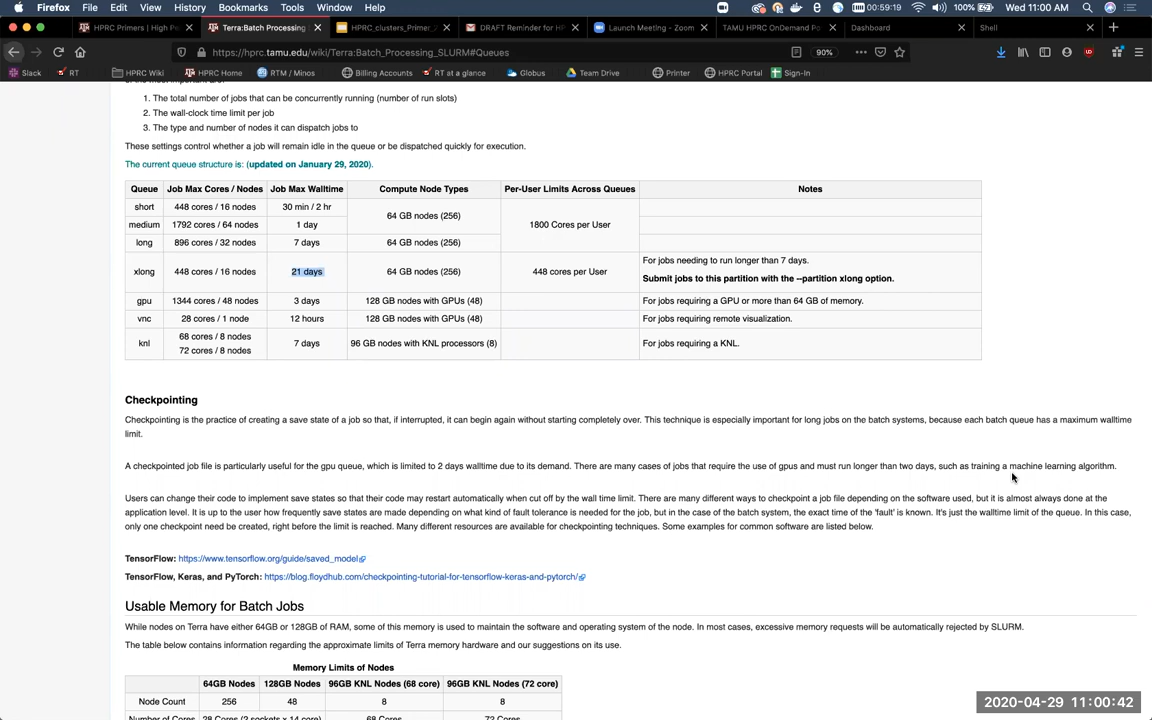 Firefox File Edit View History Bookmarks Tools Window Help 00:59:19 100% Wed 11:00 AM
HPRC Primers | High Pe Terra:Batch Processing HPRC_clusters_Primer_ DRAFT Reminder for HP Launch Meeting - Zoom TAMU HPRC OnDemand Po Dashboard Shell
https://hprc.tamu.edu/wiki/Terra:Batch_Processing_SLURM#Queues 90%
Slack RT HPRC Wiki HPRC Home RTM / Minos Billing Accounts RT at a glance Globus Team Drive Printer HPRC Portal Sign-In
1. The total number of jobs that can be concurrently running (number of run slots)
2. The wall-clock time limit per job
3. The type and number of nodes it can dispatch jobs to
These settings control whether a job will remain idle in the queue or be dispatched quickly for execution.
The current queue structure is: (updated on January 29, 2020).
Queue Job Max Cores / Nodes Job Max Walltime Compute Node Types Per-User Limits Across Queues Notes
short 448 cores / 16 nodes 30 min / 2 hr 64 GB nodes (256) 1800 Cores per User
medium 1792 cores / 64 nodes 1 day
long 896 cores / 32 nodes 7 days 64 GB nodes (256)
xlong 448 cores / 16 nodes 21 days 64 GB nodes (256) 448 cores per User For jobs needing to run longer than 7 days.
Submit jobs to this partition with the --partition xlong option.
gpu 1344 cores / 48 nodes 3 days 128 GB nodes with GPUs (48) For jobs requiring a GPU or more than 64 GB of memory.
vnc 28 cores / 1 node 12 hours 128 GB nodes with GPUs (48) For jobs requiring remote visualization.
knl 68 cores / 8 nodes 7 days 96 GB nodes with KNL processors (8) For jobs requiring a KNL.
72 cores / 8 nodes
Checkpointing
Checkpointing is the practice of creating a save state of a job so that, if interrupted, it can begin again without starting completely over. This technique is especially important for long jobs on the batch systems, because each batch queue has a maximum walltime
limit.
A checkpointed job file is particularly useful for the gpu queue, which is limited to 2 days walltime due to its demand. There are many cases of jobs that require the use of gpus and must run longer than two days, such as training a machine learning algorithm.
Users can change their code to implement save states so that their code may restart automatically when cut off by the wall time limit. There are many different ways to checkpoint a job file depending on the software used, but it is almost always done at the
application level. It is up to the user how frequently save states are made depending on what kind of fault tolerance is needed for the job, but in the case of the batch system, the exact time of the 'fault' is known. It's just the walltime limit of the queue. In this case,
only one checkpoint need be created, right before the limit is reached. Many different resources are available for checkpointing techniques. Some examples for common software are listed below.
TensorFlow: https://www.tensorflow.org/guide/saved_model
TensorFlow, Keras, and PyTorch: https://blog.floydhub.com/checkpointing-tutorial-for-tensorflow-keras-and-pytorch/
Usable Memory for Batch Jobs
While nodes on Terra have either 64GB or 128GB of RAM, some of this memory is used to maintain the software and operating system of the node. In most cases, excessive memory requests will be automatically rejected by SLURM.
The table below contains information regarding the approximate limits of Terra memory hardware and our suggestions on its use.
Memory Limits of Nodes
64GB Nodes 128GB Nodes 96GB KNL Nodes (68 core) 96GB KNL Nodes (72 core)
Node Count 256 48 8 8
Number of Cores 28 Cores (2 sockets x 14 core) 68 Cores 72 Cores
2020-04-29 11:00:42